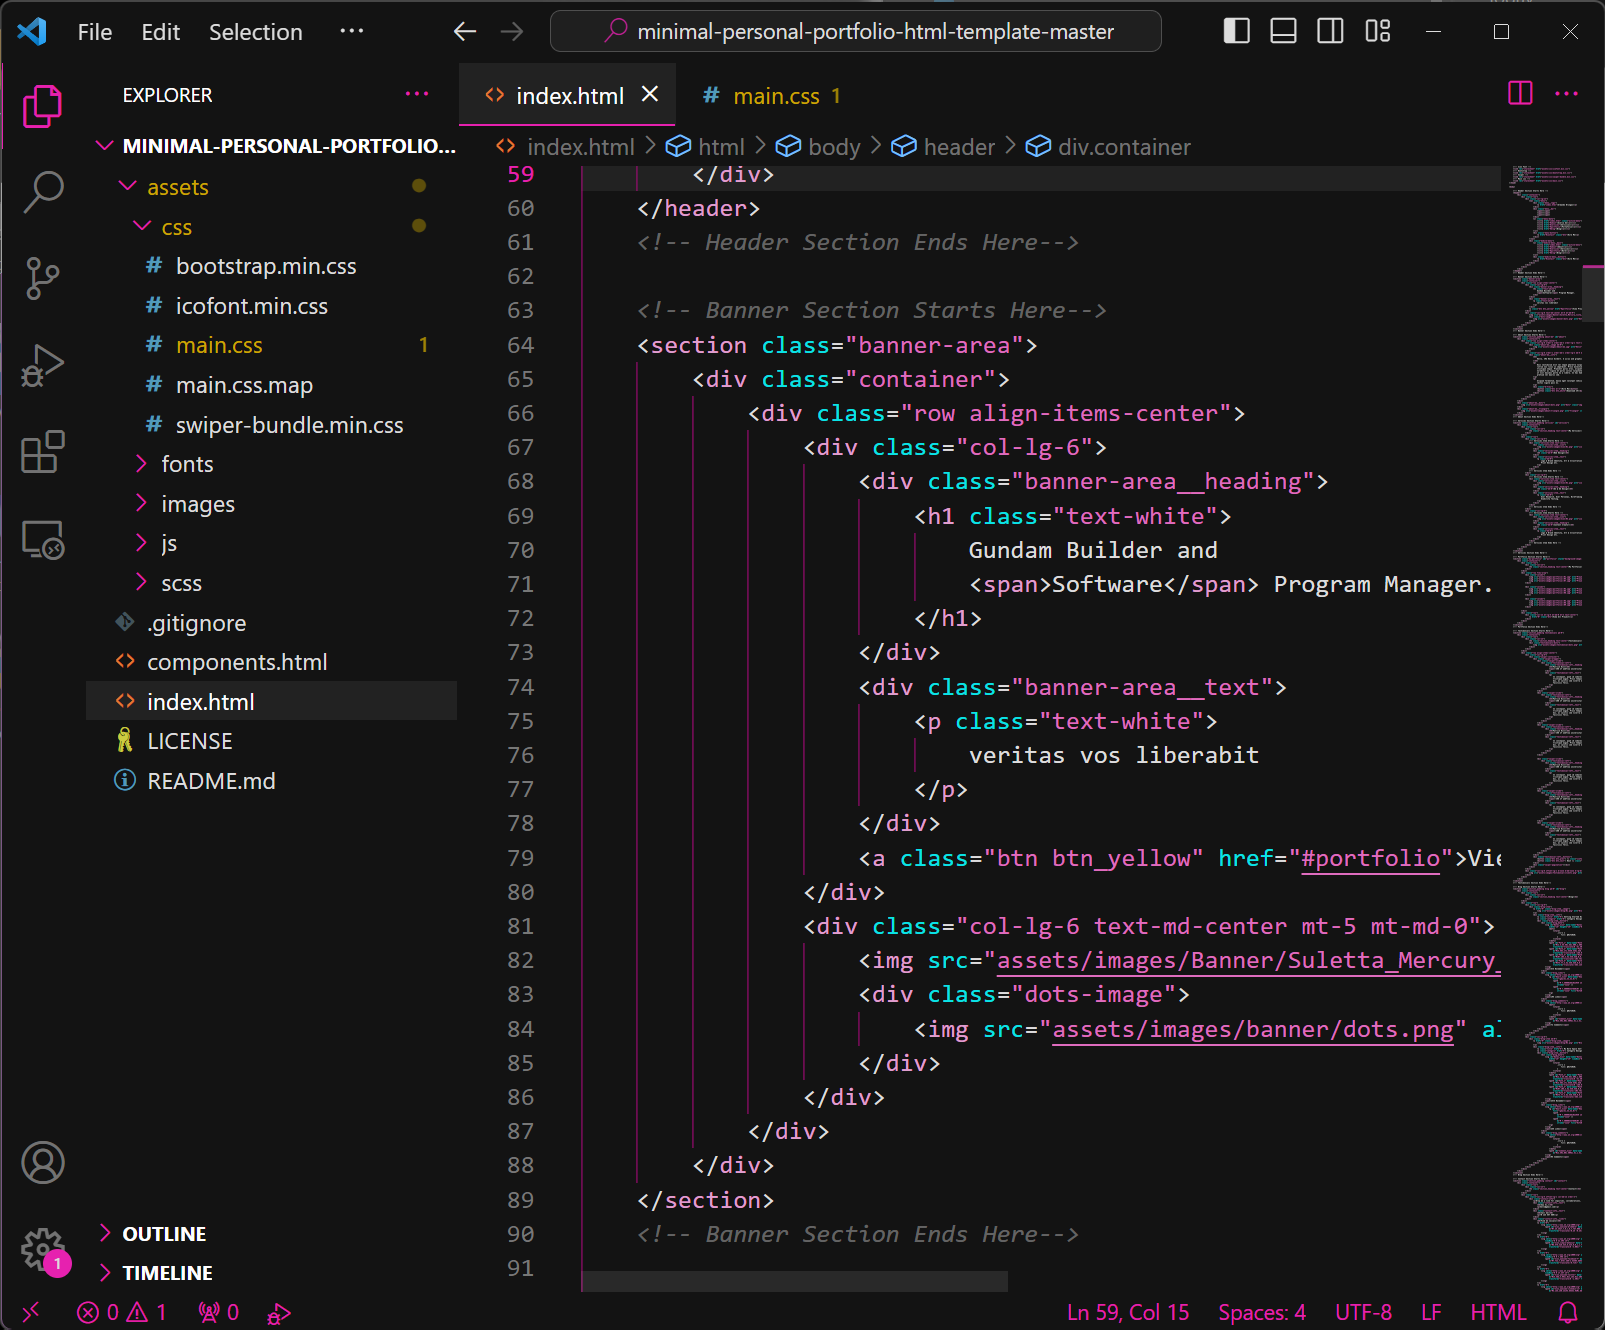 File Edit Selection ··· minimal-personal-portfolio-html-template-master
EXPLORER ···
MINIMAL-PERSONAL-PORTFOLIO...
assets
css
# bootstrap.min.css
# icofont.min.css
# main.css 1
# main.css.map
# swiper-bundle.min.css
fonts
images
js
scss
.gitignore
components.html
index.html
LICENSE
README.md
OUTLINE
TIMELINE
1
<> index.html # main.css 1
<> index.html > html > body > header > div.container
59 </div>
60 </header>
61 <!-- Header Section Ends Here-->
62
63 <!-- Banner Section Starts Here-->
64 <section class="banner-area">
65 <div class="container">
66 <div class="row align-items-center">
67 <div class="col-lg-6">
68 <div class="banner-area__heading">
69 <h1 class="text-white">
70 Gundam Builder and
71 <span>Software</span> Program Manager.
72 </h1>
73 </div>
74 <div class="banner-area__text">
75 <p class="text-white">
76 veritas vos liberabit
77 </p>
78 </div>
79 <a class="btn btn_yellow" href="#portfolio">Vie
80 </div>
81 <div class="col-lg-6 text-md-center mt-5 mt-md-0">
82 <img src="assets/images/Banner/Suletta_Mercury_
83 <div class="dots-image">
84 <img src="assets/images/banner/dots.png" al
85 </div>
86 </div>
87 </div>
88 </div>
89 </section>
90 <!-- Banner Section Ends Here-->
91
0 1 0 Ln 59, Col 15 Spaces: 4 UTF-8 LF HTML